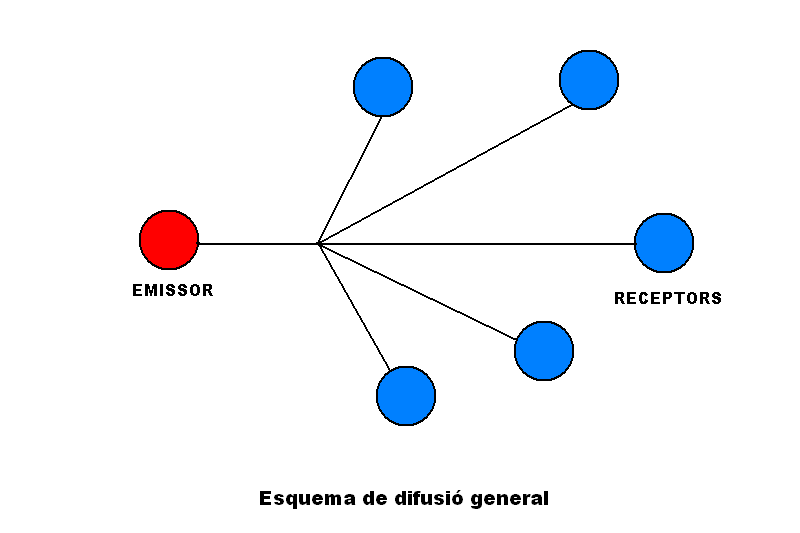 EMISSOR
RECEPTORS
Esquema de difusió general